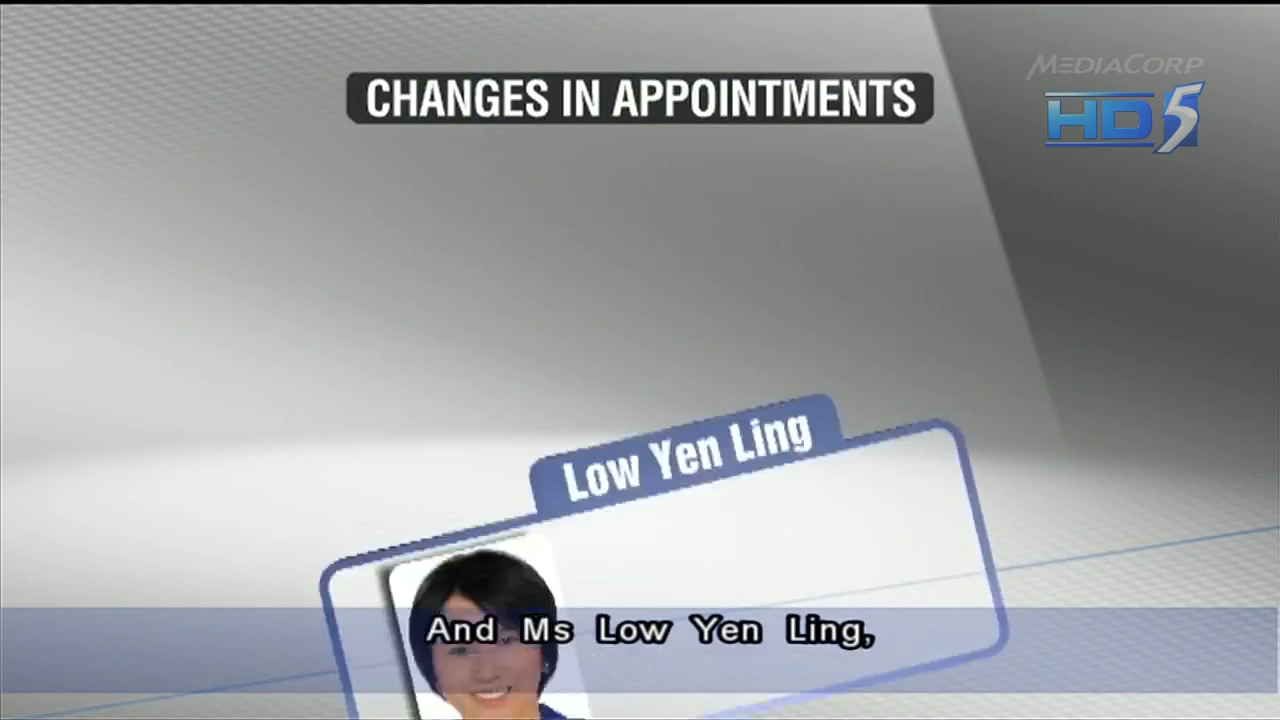 MEDIACORP
HD5
CHANGES IN APPOINTMENTS
Low Yen Ling
And Ms Low Yen Ling,